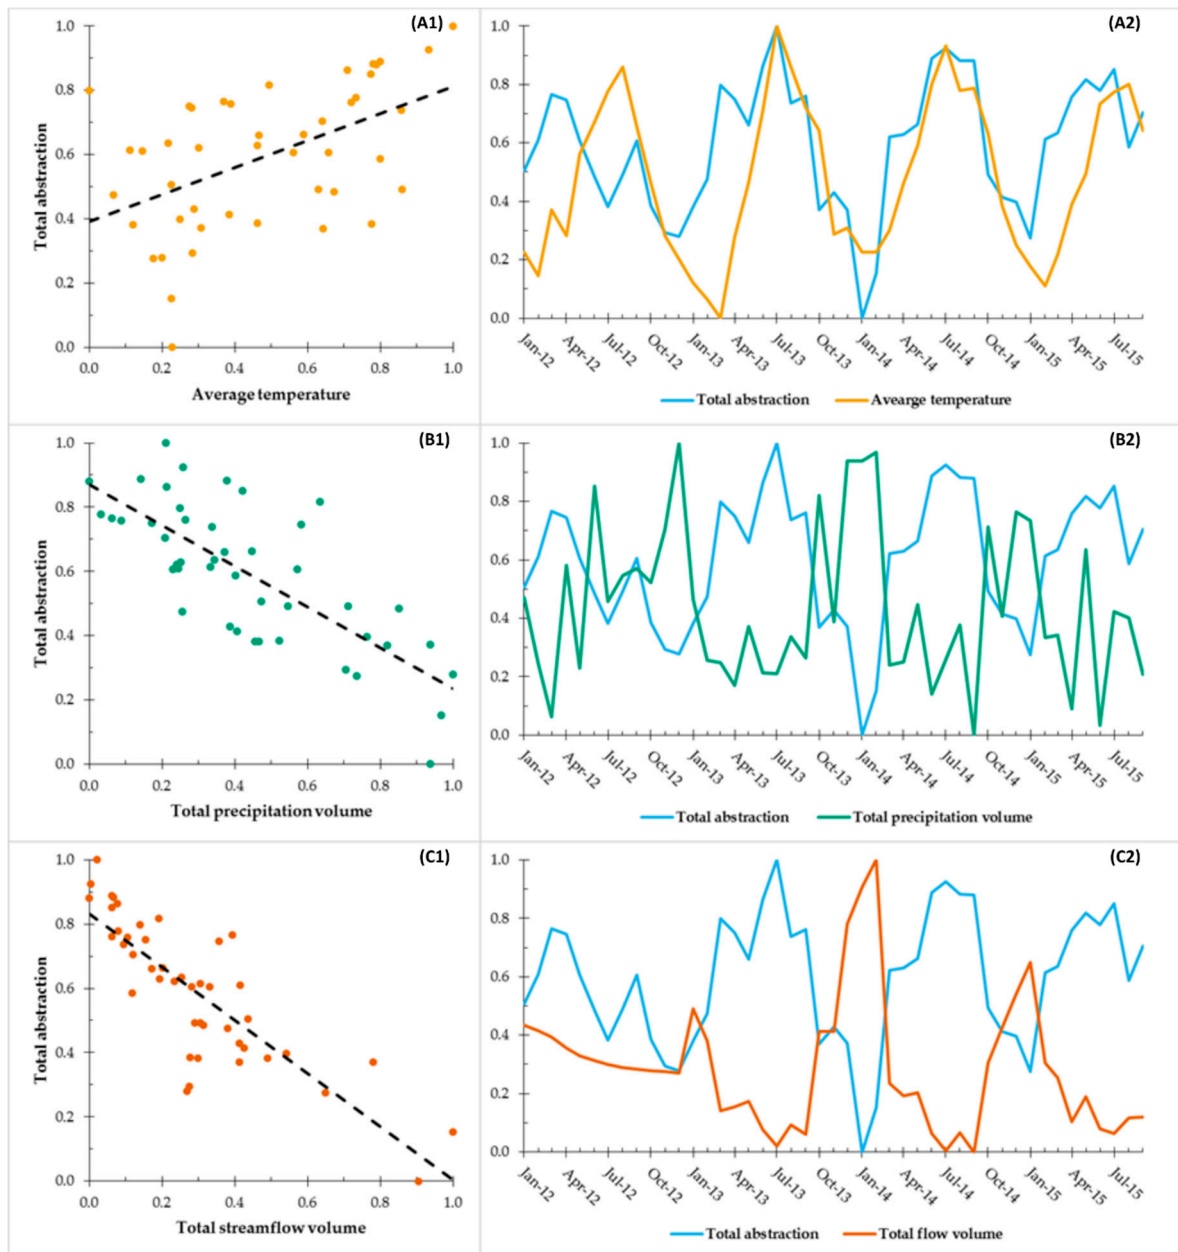 (A1)
1.0
0.8
0.6
0.4
0.2
0.0
Total abstraction
0.0 0.2 0.4 0.6 0.8 1.0
Average temperature
(A2)
1.0
0.8
0.6
0.4
0.2
0.0
Jan-12 Apr-12 Jul-12 Oct-12 Jan-13 Apr-13 Jul-13 Oct-13 Jan-14 Apr-14 Jul-14 Oct-14 Jan-15 Apr-15 Jul-15
Total abstraction Avearge temperature
(B1)
1.0
0.8
0.6
0.4
0.2
0.0
Total abstraction
0.0 0.2 0.4 0.6 0.8 1.0
Total precipitation volume
(B2)
1.0
0.8
0.6
0.4
0.2
0.0
Jan-12 Apr-12 Jul-12 Oct-12 Jan-13 Apr-13 Jul-13 Oct-13 Jan-14 Apr-14 Jul-14 Oct-14 Jan-15 Apr-15 Jul-15
Total abstraction Total precipitation volume
(C1)
1.0
0.8
0.6
0.4
0.2
0.0
Total abstraction
0.0 0.2 0.4 0.6 0.8 1.0
Total streamflow volume
(C2)
1.0
0.8
0.6
0.4
0.2
0.0
Jan-12 Apr-12 Jul-12 Oct-12 Jan-13 Apr-13 Jul-13 Oct-13 Jan-14 Apr-14 Jul-14 Oct-14 Jan-15 Apr-15 Jul-15
Total abstraction Total flow volume